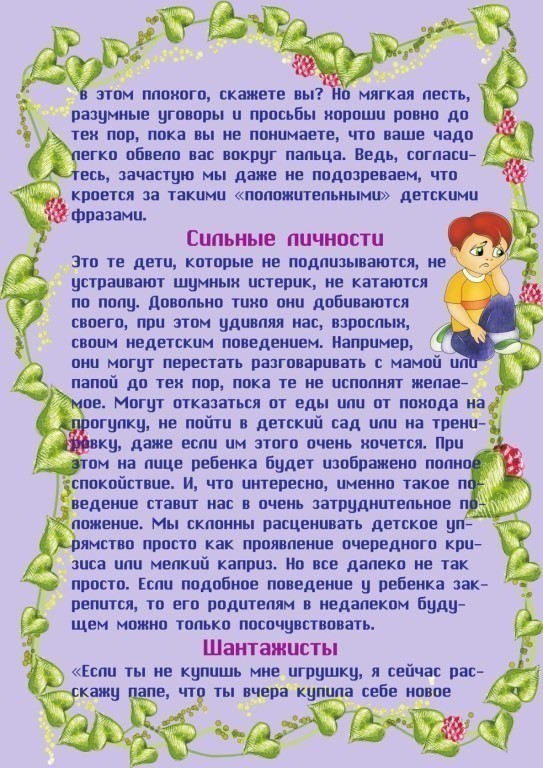 в этом плохого, скажете вы? Но мягкая лесть,
разумные уговоры и просьбы хороши ровно до
тех пор, пока вы не понимаете, что ваше чадо
легко обвело вас вокруг пальца. Ведь, согласи-
тесь, зачастую мы даже не подозреваем, что
кроется за такими «положительными» детскими
фразами.
Сильные личности
Это те дети, которые не подлизываются, не
устраивают шумных истерик, не катаются
по полу. Довольно тихо они добиваются
своего, при этом удивляя нас, взрослых,
своим недетским поведением. Например,
они могут перестать разговаривать с мамой или
папой до тех пор, пока те не исполнят желае-
мое. Могут отказаться от еды или от похода на
прогулку, не пойти в детский сад или на трени-
ровку, даже если им этого очень хочется. При
этом на лице ребенка будет изображено полное
спокойствие. И, что интересно, именно такое по-
ведение ставит нас в очень затруднительное по-
ложение. Мы склонны расценивать детское уп-
рямство просто как проявление очередного кри-
зиса или мелкий каприз. Но все далеко не так
просто. Если подобное поведение у ребенка зак-
репится, то его родителям в недалеком буду-
щем можно только посочувствовать.
Шантажисты
«Если ты не купишь мне игрушку, я сейчас рас-
скажу папе, что ты вчера купила себе новое